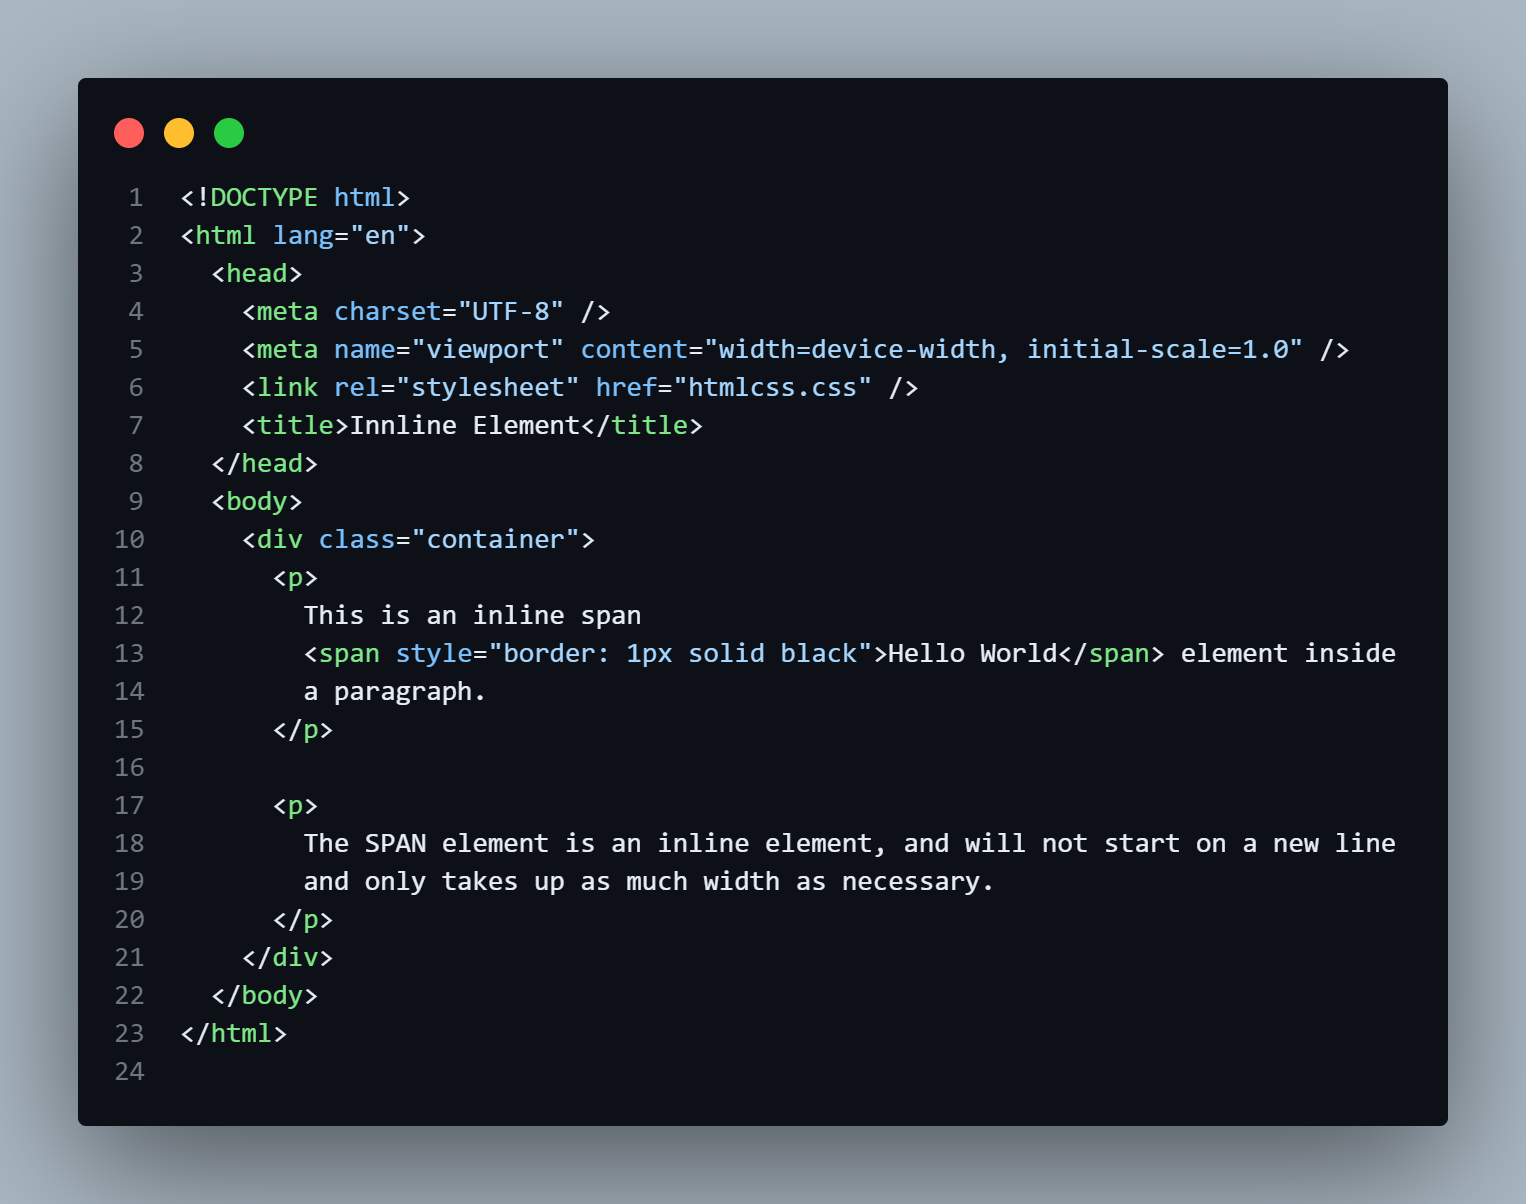 1 <!DOCTYPE html>
2 <html lang="en">
3   <head>
4     <meta charset="UTF-8" />
5     <meta name="viewport" content="width=device-width, initial-scale=1.0" />
6     <link rel="stylesheet" href="htmlcss.css" />
7     <title>Innline Element</title>
8   </head>
9   <body>
10     <div class="container">
11       <p>
12         This is an inline span
13         <span style="border: 1px solid black">Hello World</span> element inside
14         a paragraph.
15       </p>
16
17       <p>
18         The SPAN element is an inline element, and will not start on a new line
19         and only takes up as much width as necessary.
20       </p>
21     </div>
22   </body>
23 </html>
24